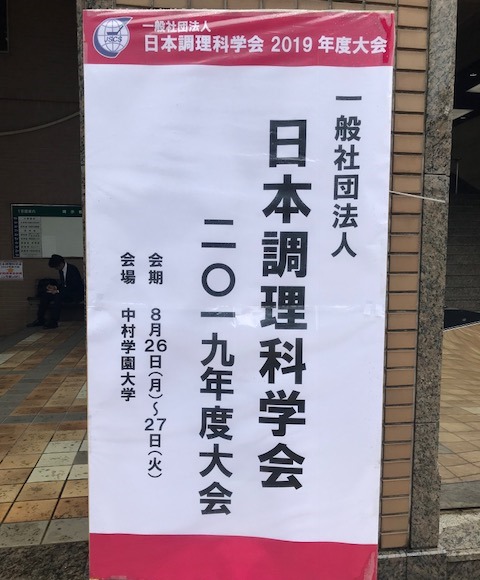 一般社団法人
日本調理科学会 2019 年度大会
JSCS
一般社団法人
日本調理科学会
二〇一九年度大会
会期 8月26日(月)~27日(火)
会場 中村学園大学